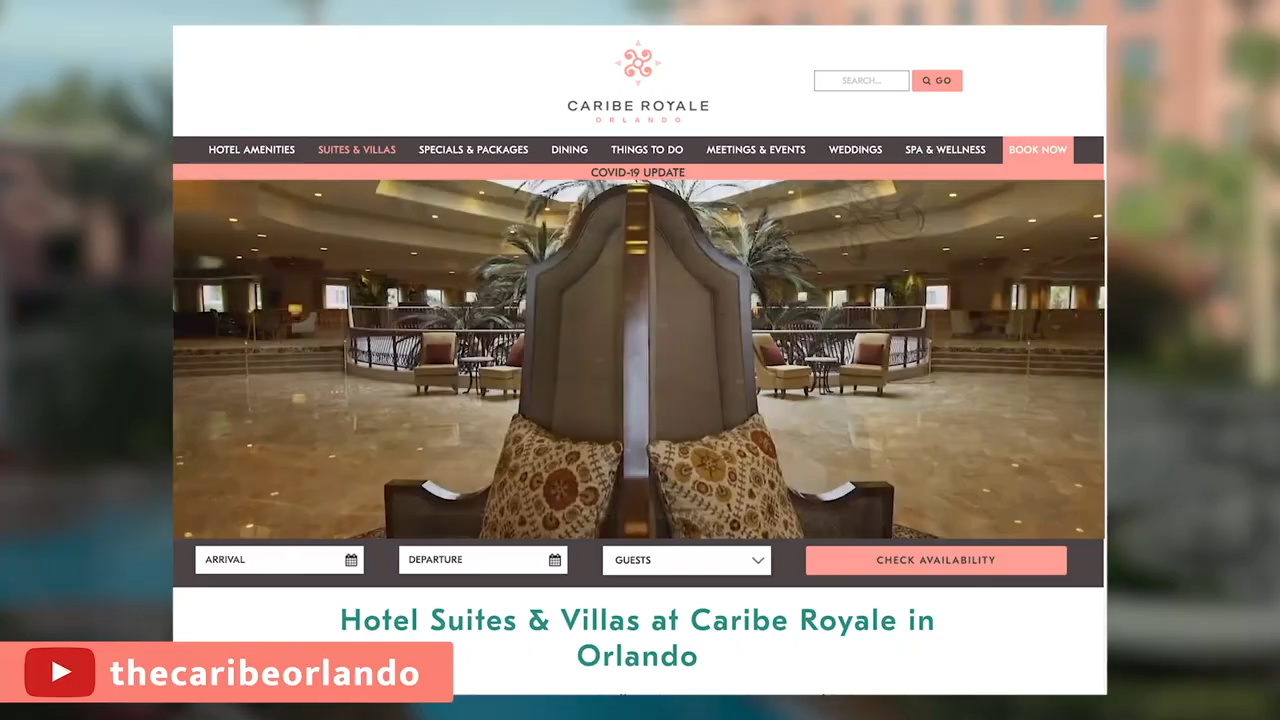 CARIBE ROYALE
ORLANDO
SEARCH...
GO
HOTEL AMENITIES SUITES & VILLAS SPECIALS & PACKAGES DINING THINGS TO DO MEETINGS & EVENTS WEDDINGS SPA & WELLNESS BOOK NOW
COVID-19 UPDATE
ARRIVAL DEPARTURE GUESTS CHECK AVAILABILITY
Hotel Suites & Villas at Caribe Royale in
Orlando
thecaribeorlando